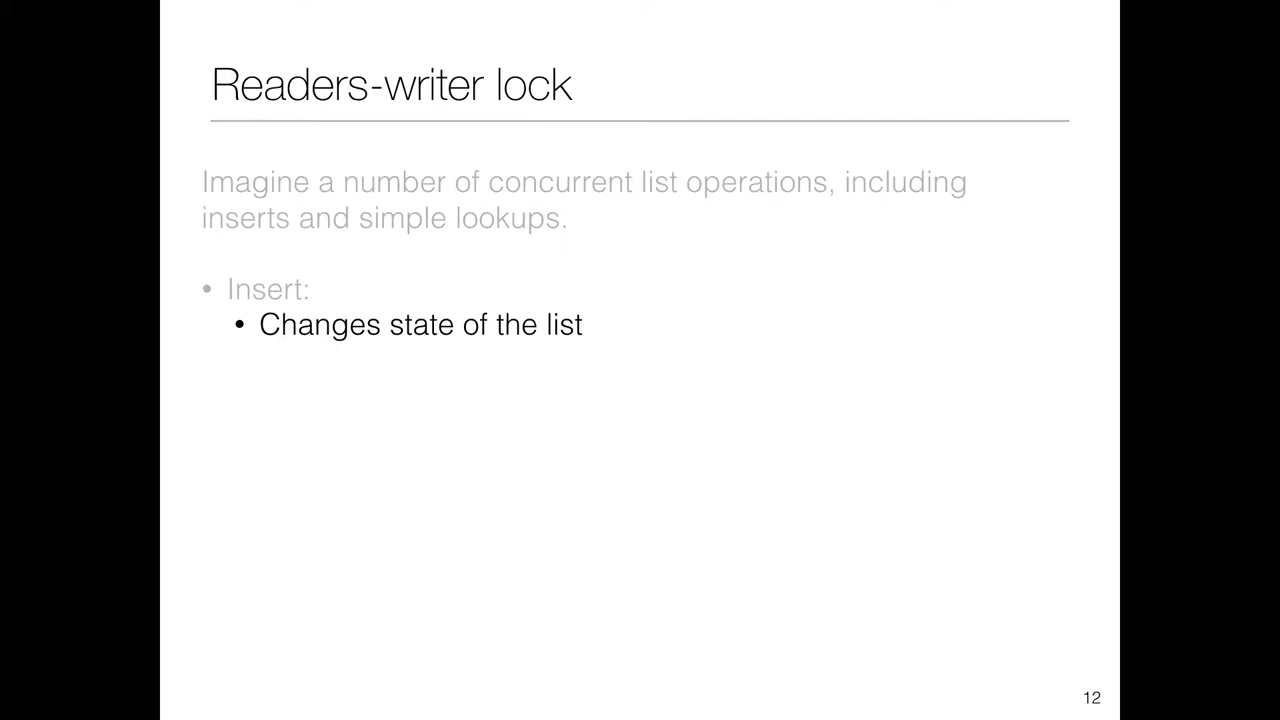 Readers-writer lock
Imagine a number of concurrent list operations, including
inserts and simple lookups.
• Insert:
• Changes state of the list
12